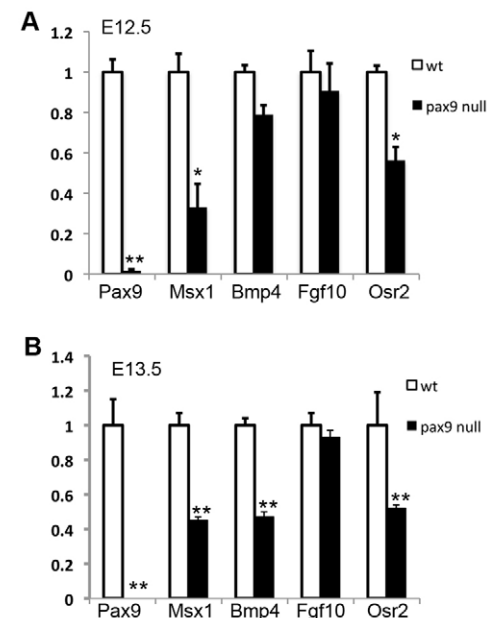 A
E12.5
1.2
1
0.8
0.6
0.4
0.2
0
wt
pax9 null
**
*
*
Pax9 Msx1 Bmp4 Fgf10 Osr2
B
E13.5
1.4
1.2
1
0.8
0.6
0.4
0.2
0
wt
pax9 null
**
**
**
**
Pax9 Msx1 Bmp4 Fgf10 Osr2